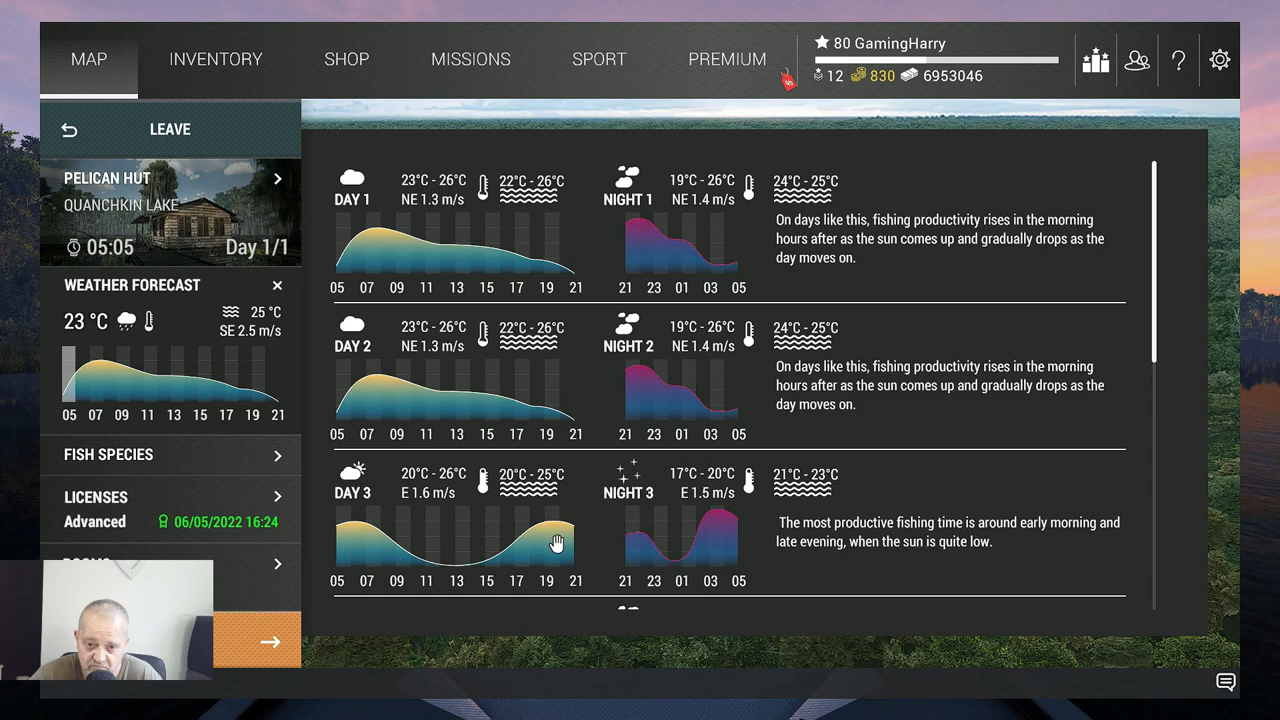 MAP INVENTORY SHOP MISSIONS SPORT PREMIUM
80 GamingHarry
12 830 6953046
LEAVE
PELICAN HUT
QUANCHKIN LAKE
05:05 Day 1/1
WEATHER FORECAST
23 °C 25 °C
SE 2.5 m/s
05 07 09 11 13 15 17 19 21
FISH SPECIES
LICENSES
Advanced 06/05/2022 16:24
DAY 1 23°C - 26°C 22°C - 26°C
NE 1.3 m/s
05 07 09 11 13 15 17 19 21
NIGHT 1 19°C - 26°C 24°C - 25°C
NE 1.4 m/s
21 23 01 03 05
On days like this, fishing productivity rises in the morning
hours after as the sun comes up and gradually drops as the
day moves on.
DAY 2 23°C - 26°C 22°C - 26°C
NE 1.3 m/s
05 07 09 11 13 15 17 19 21
NIGHT 2 19°C - 26°C 24°C - 25°C
NE 1.4 m/s
21 23 01 03 05
On days like this, fishing productivity rises in the morning
hours after as the sun comes up and gradually drops as the
day moves on.
DAY 3 20°C - 26°C 20°C - 25°C
E 1.6 m/s
05 07 09 11 13 15 17 19 21
NIGHT 3 17°C - 20°C 21°C - 23°C
E 1.5 m/s
21 23 01 03 05
The most productive fishing time is around early morning and
late evening, when the sun is quite low.